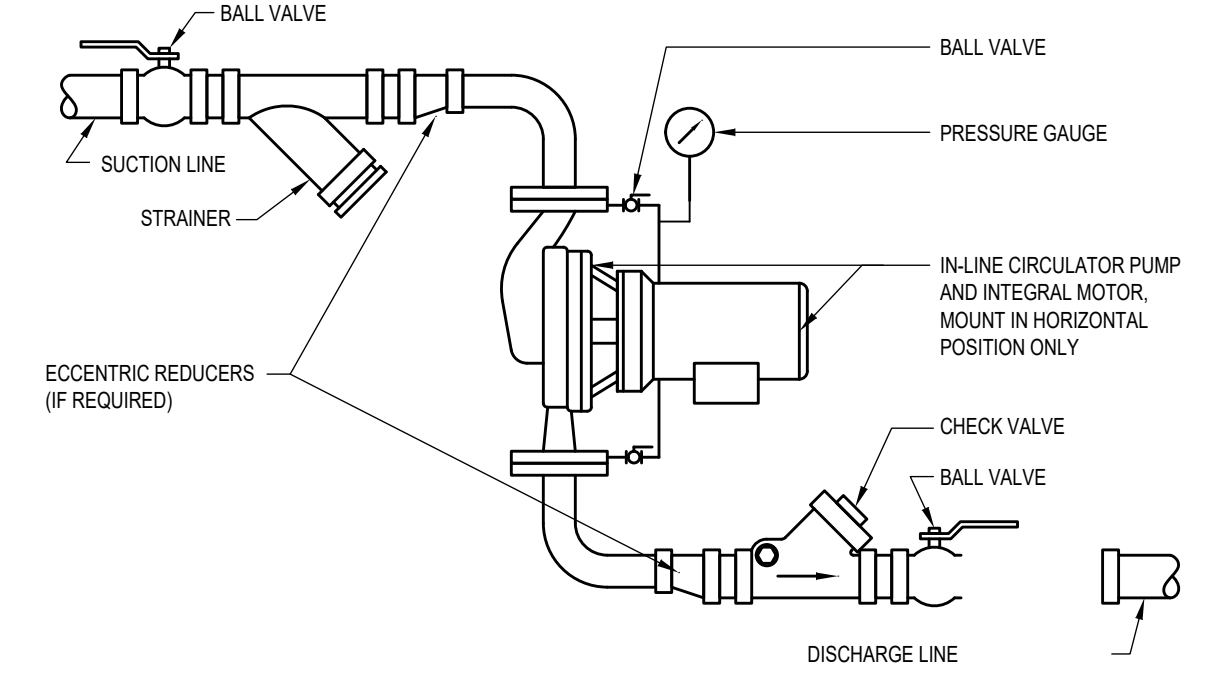 BALL VALVE
BALL VALVE
PRESSURE GAUGE
SUCTION LINE
STRAINER
IN-LINE CIRCULATOR PUMP
AND INTEGRAL MOTOR,
MOUNT IN HORIZONTAL
POSITION ONLY
ECCENTRIC REDUCERS
(IF REQUIRED)
CHECK VALVE
BALL VALVE
DISCHARGE LINE